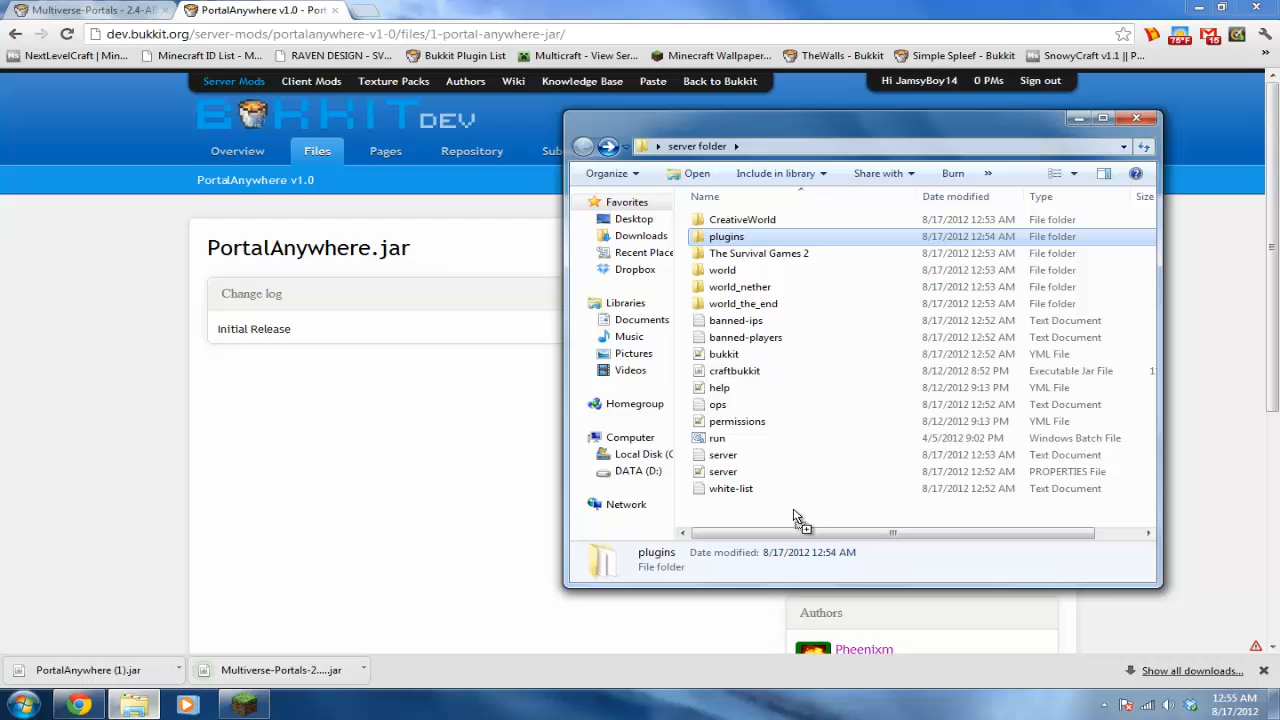 Multiverse-Portals - 2.4-AF
PortalAnywhere v1.0 - Port
dev.bukkit.org/server-mods/portalanywhere-v1-0/files/1-portal-anywhere-jar/
75°F
15
NextLevelCraft | Min...
Minecraft ID List - M...
RAVEN DESIGN - SV...
Bukkit Plugin List
Multicraft - View Ser...
Minecraft Wallpaper...
TheWalls - Bukkit
Simple Spleef - Bukkit
SnowyCraft v1.1 || P...
»
Server Mods
Client Mods
Texture Packs
Authors
Wiki
Knowledge Base
Paste
Back to Bukkit
Hi JamsyBoy14
0 PMs
Sign out
BUKKIT DEV
Overview
Files
Pages
Repository
Sub
PortalAnywhere v1.0
PortalAnywhere.jar
Change log
Initial Release
server folder
Organize
Open
Include in library
Share with
Burn
»
Favorites
Desktop
Downloads
Recent Place
Dropbox
Libraries
Documents
Music
Pictures
Videos
Homegroup
Computer
Local Disk (C
DATA (D:)
Network
Name Date modified Type Size
CreativeWorld 8/17/2012 12:53 AM File folder
plugins 8/17/2012 12:54 AM File folder
The Survival Games 2 8/17/2012 12:53 AM File folder
world 8/17/2012 12:53 AM File folder
world_nether 8/17/2012 12:53 AM File folder
world_the_end 8/17/2012 12:53 AM File folder
banned-ips 8/17/2012 12:52 AM Text Document
banned-players 8/17/2012 12:52 AM Text Document
bukkit 8/17/2012 12:52 AM YML File
craftbukkit 8/12/2012 8:52 PM Executable Jar File 1
help 8/12/2012 9:13 PM YML File
ops 8/17/2012 12:52 AM Text Document
permissions 8/12/2012 9:13 PM YML File
run 4/5/2012 9:02 PM Windows Batch File
server 8/17/2012 12:53 AM Text Document
server 8/17/2012 12:52 AM PROPERTIES File
white-list 8/17/2012 12:52 AM Text Document
plugins Date modified: 8/17/2012 12:54 AM
File folder
Authors
Pheenixm
PortalAnywhere (1).jar
Multiverse-Portals-2.....jar
Show all downloads...
12:55 AM
8/17/2012